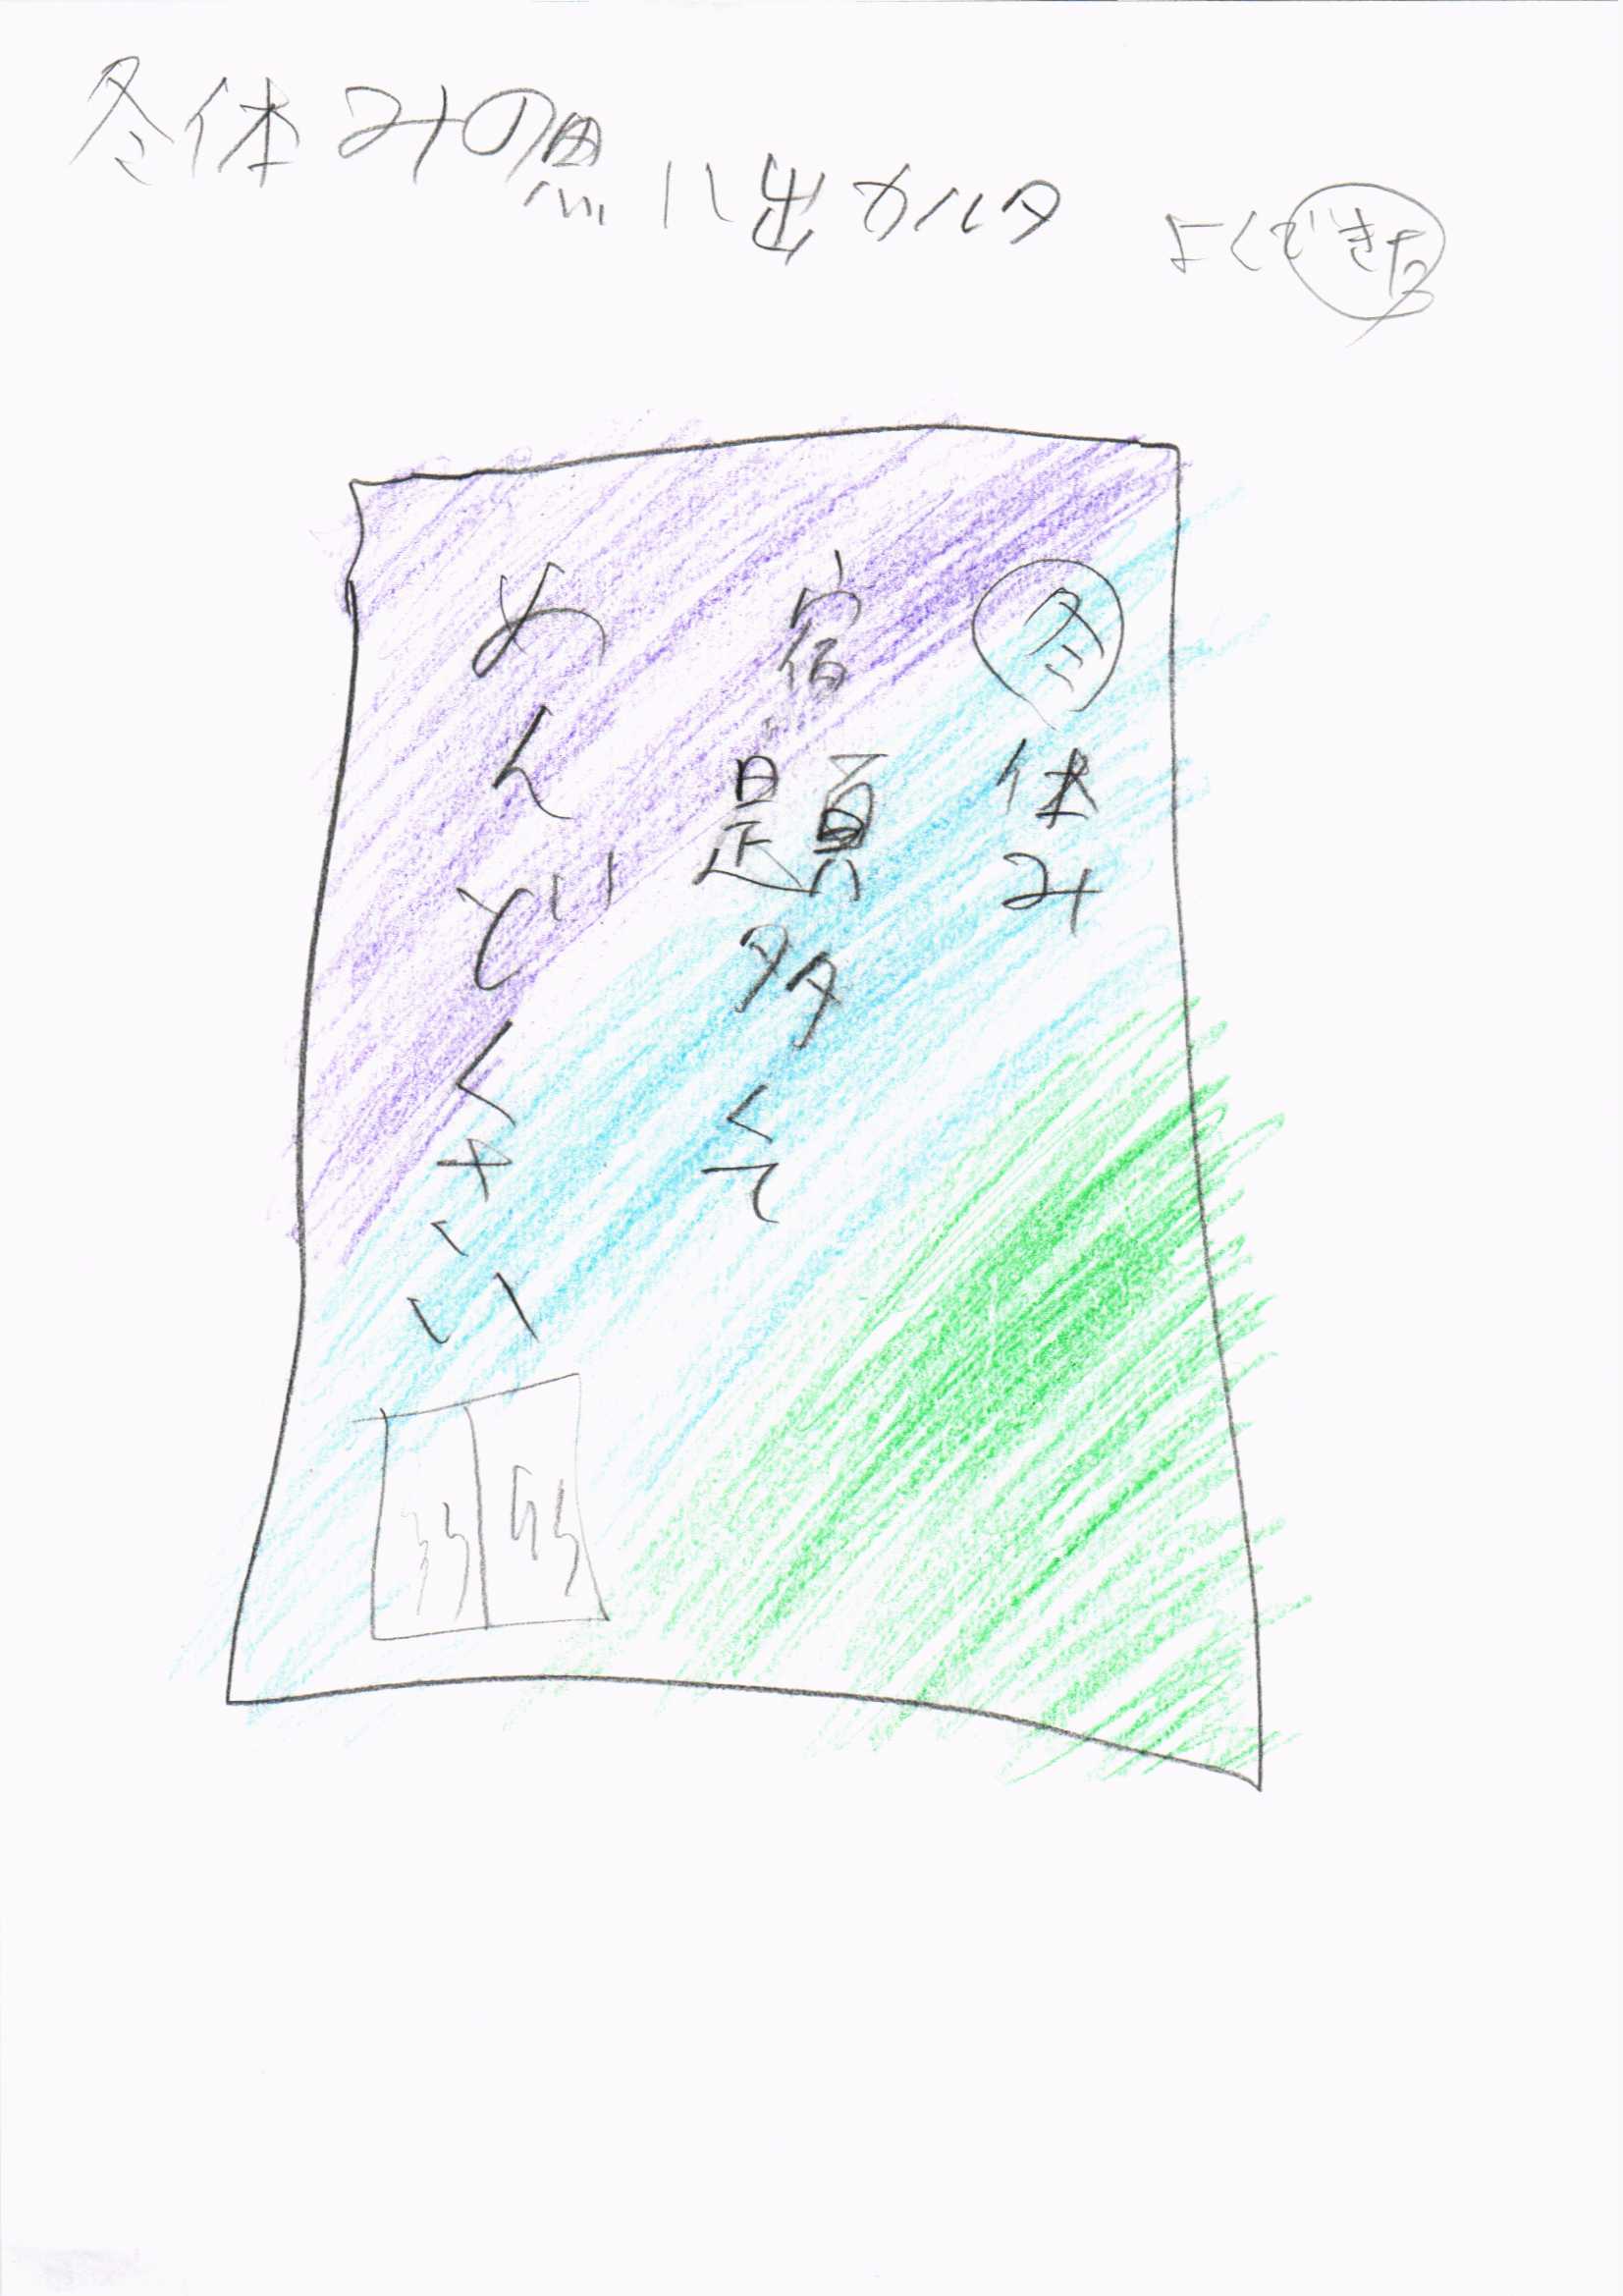 冬休みの思い出カルタ
よくできた
冬休み
宿題多くて
めんどくさい